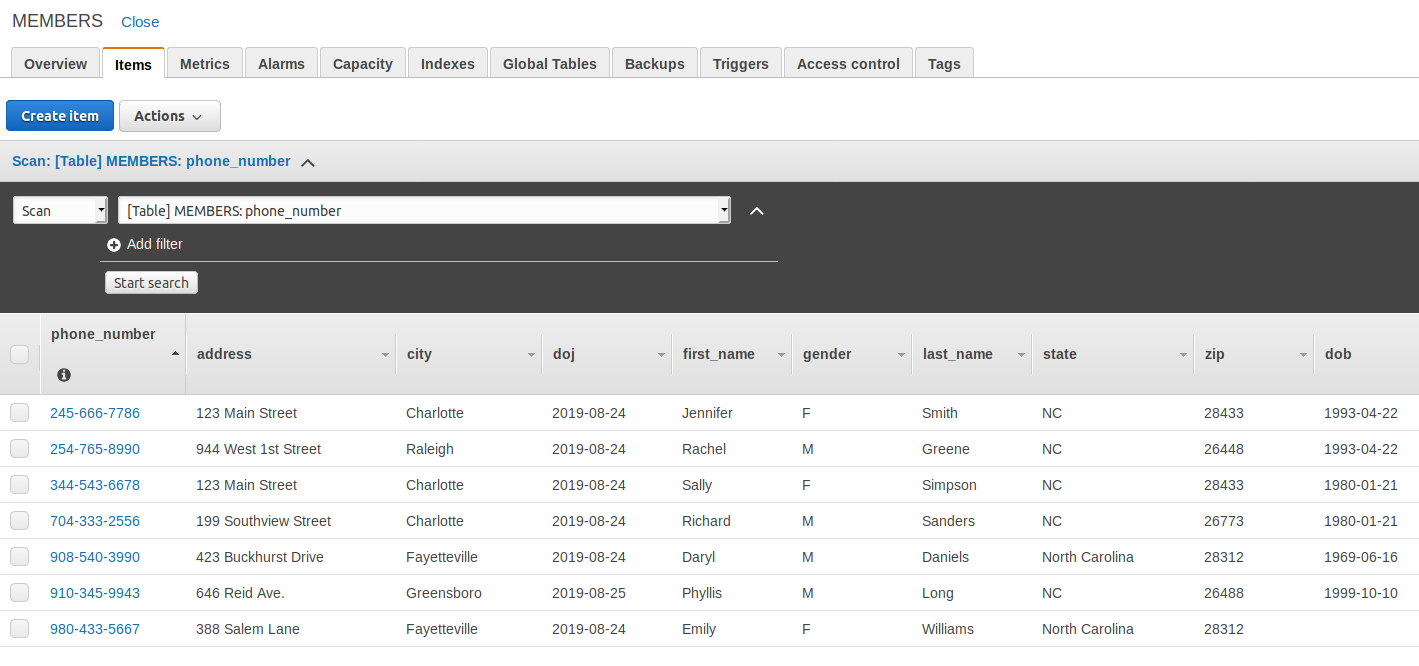 MEMBERS Close
Overview Items Metrics Alarms Capacity Indexes Global Tables Backups Triggers Access control Tags
Create item Actions
Scan: [Table] MEMBERS: phone_number
Scan [Table] MEMBERS: phone_number
Add filter
Start search
phone_number address city doj first_name gender last_name state zip dob
245-666-7786 123 Main Street Charlotte 2019-08-24 Jennifer F Smith NC 28433 1993-04-22
254-765-8990 944 West 1st Street Raleigh 2019-08-24 Rachel M Greene NC 26448 1993-04-22
344-543-6678 123 Main Street Charlotte 2019-08-24 Sally F Simpson NC 28433 1980-01-21
704-333-2556 199 Southview Street Charlotte 2019-08-24 Richard M Sanders NC 26773 1980-01-21
908-540-3990 423 Buckhurst Drive Fayetteville 2019-08-24 Daryl M Daniels North Carolina 28312 1969-06-16
910-345-9943 646 Reid Ave. Greensboro 2019-08-25 Phyllis M Long NC 26488 1999-10-10
980-433-5667 388 Salem Lane Fayetteville 2019-08-24 Emily F Williams North Carolina 28312